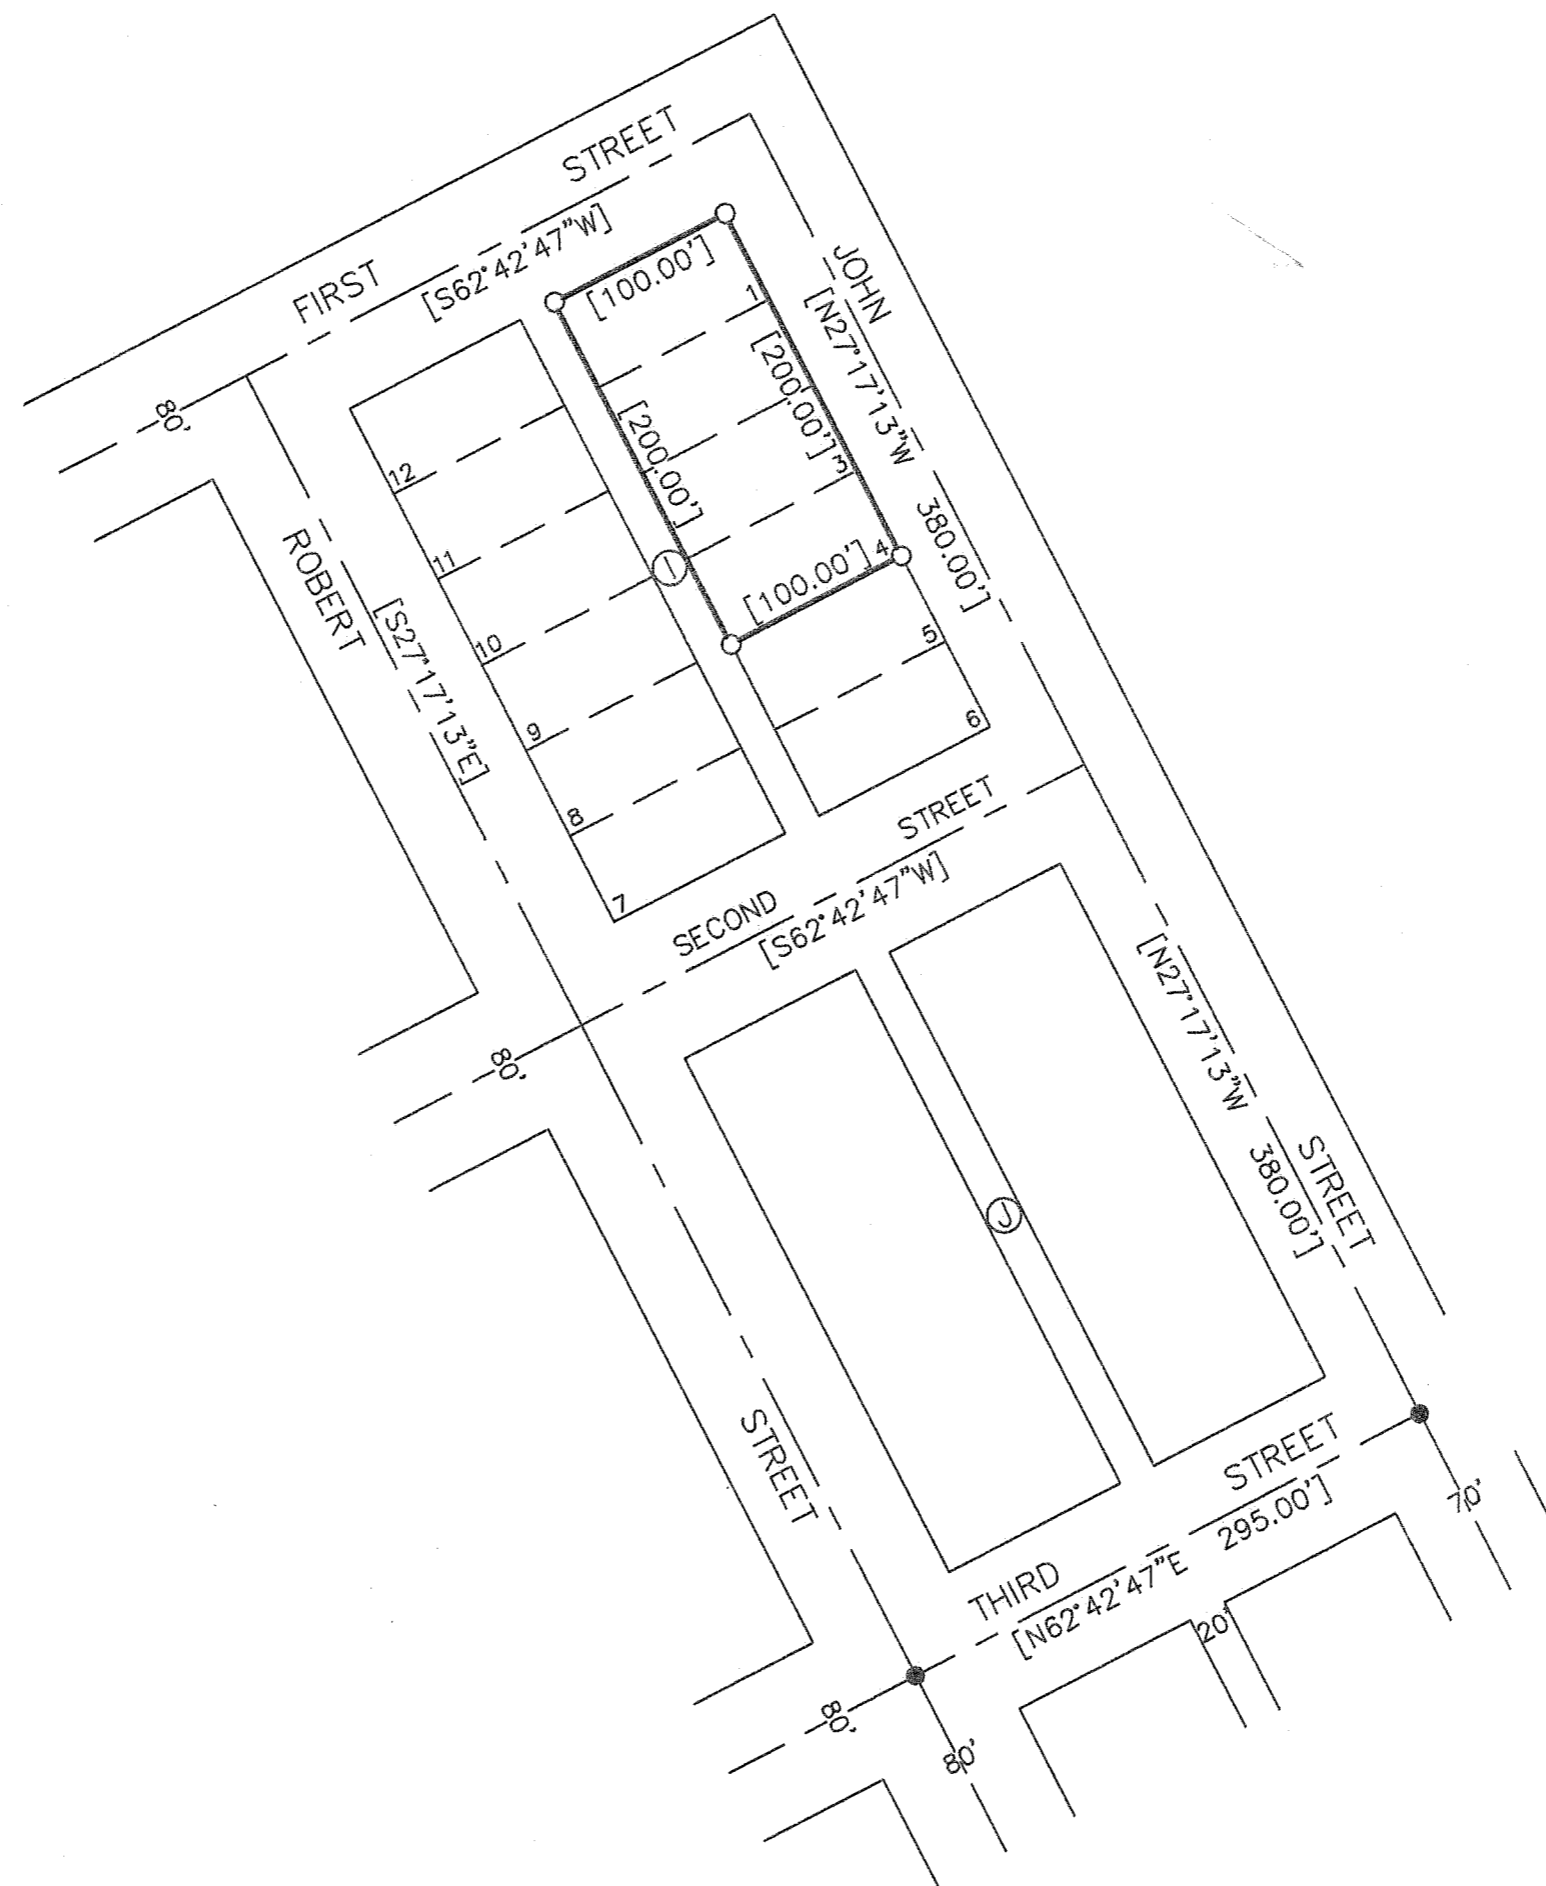 STREET
FIRST
[S62°42'47"W]
80'
JOHN
[N27°17'13"W 380.00']
[100.00']
1
[200.00']
[200.00']
3
4
[100.00']
5
6
12
11
10
9
8
7
I
ROBERT
[S27°17'13"E]
STREET
SECOND
[S62°42'47"W]
80'
[N27°17'13"W 380.00']
STREET
J
STREET
STREET
THIRD
[N62°42'47"E 295.00']
70'
20'
80'
80'